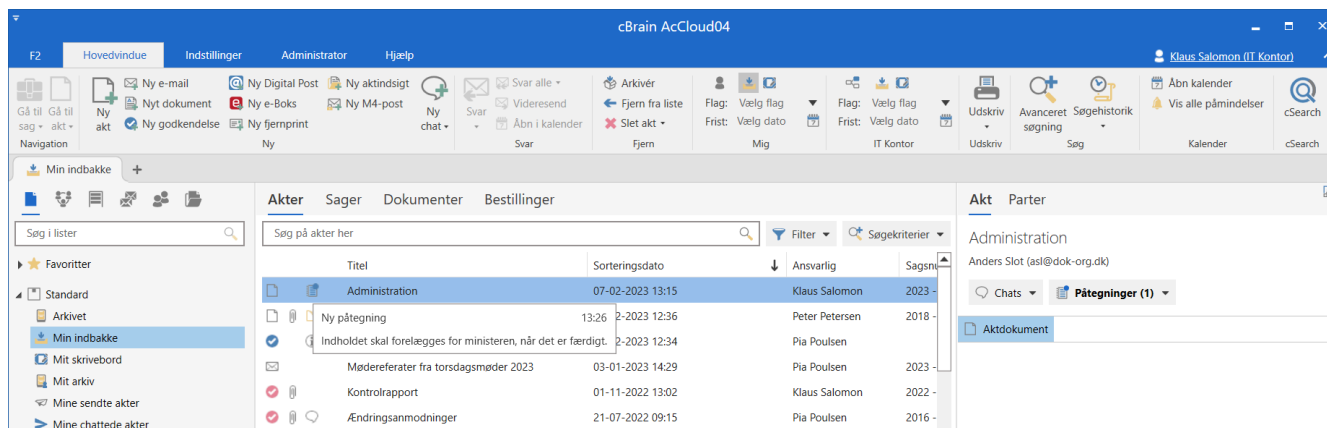 cBrain AcCloud04
F2 Hovedvindue Indstillinger Administrator Hjælp Klaus Salomon (IT Kontor)
Gå til sag Gå til akt
Navigation
Ny akt
Ny e-mail Ny Digital Post Ny aktindsigt
Nyt dokument Ny e-Boks Ny M4-post
Ny godkendelse Ny fjernprint
Ny chat
Ny
Svar
Svar alle
Videresend
Åbn i kalender
Svar
Arkivér
Fjern fra liste
Slet akt
Fjern
Flag: Vælg flag
Frist: Vælg dato
Mig
Flag: Vælg flag
Frist: Vælg dato
IT Kontor
Udskriv
Udskriv
Avanceret søgning
Søgehistorik
Søg
Åbn kalender
Vis alle påmindelser
Kalender
cSearch
cSearch
Min indbakke +
Søg i lister
Favoritter
Standard
Arkivet
Min indbakke
Mit skrivebord
Mit arkiv
Mine sendte akter
Mine chattede akter
Akter Sager Dokumenter Bestillinger
Søg på akter her Filter Søgekriterier
Titel Sorteringsdato Ansvarlig
Administration 07-02-2023 13:15 Klaus Salomon 2023 -
2-2023 12:36 Peter Petersen 2018 -
2-2023 12:34 Pia Poulsen
Mødereferater fra torsdagsmøder 2023 03-01-2023 14:29 Pia Poulsen 2023 -
Kontrolrapport 01-11-2022 13:02 Klaus Salomon 2022 -
Ændringsanmodninger 21-07-2022 09:15 Pia Poulsen 2016 -
Ny påtegning 13:26
Indholdet skal forelægges for ministeren, når det er færdigt.
Akt Parter
Administration
Anders Slot (asl@dok-org.dk)
Chats Påtegninger (1)
Aktdokument